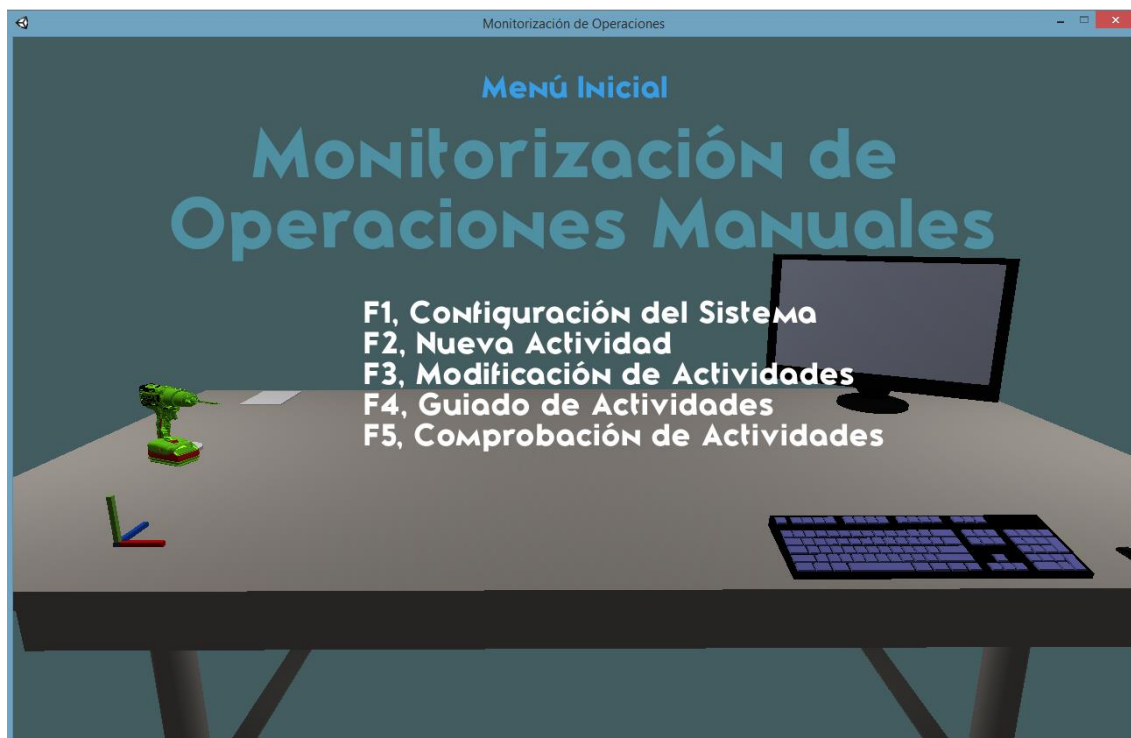 Monitorización de Operaciones
Menú Inicial
Monitorización de
Operaciones Manuales
F1, Configuración del Sistema
F2, Nueva Actividad
F3, Modificación de Actividades
F4, Guiado de Actividades
F5, Comprobación de Actividades